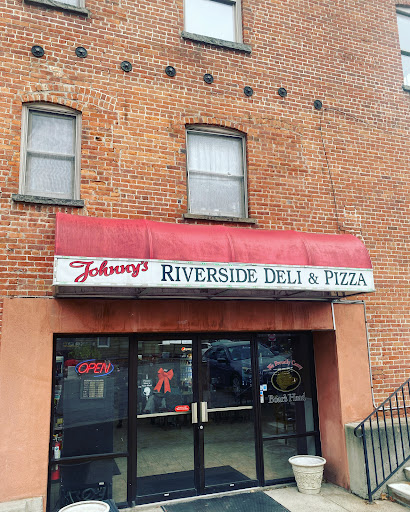 Johnny's RIVERSIDE DELI & PIZZA
OPEN
Boar's Head